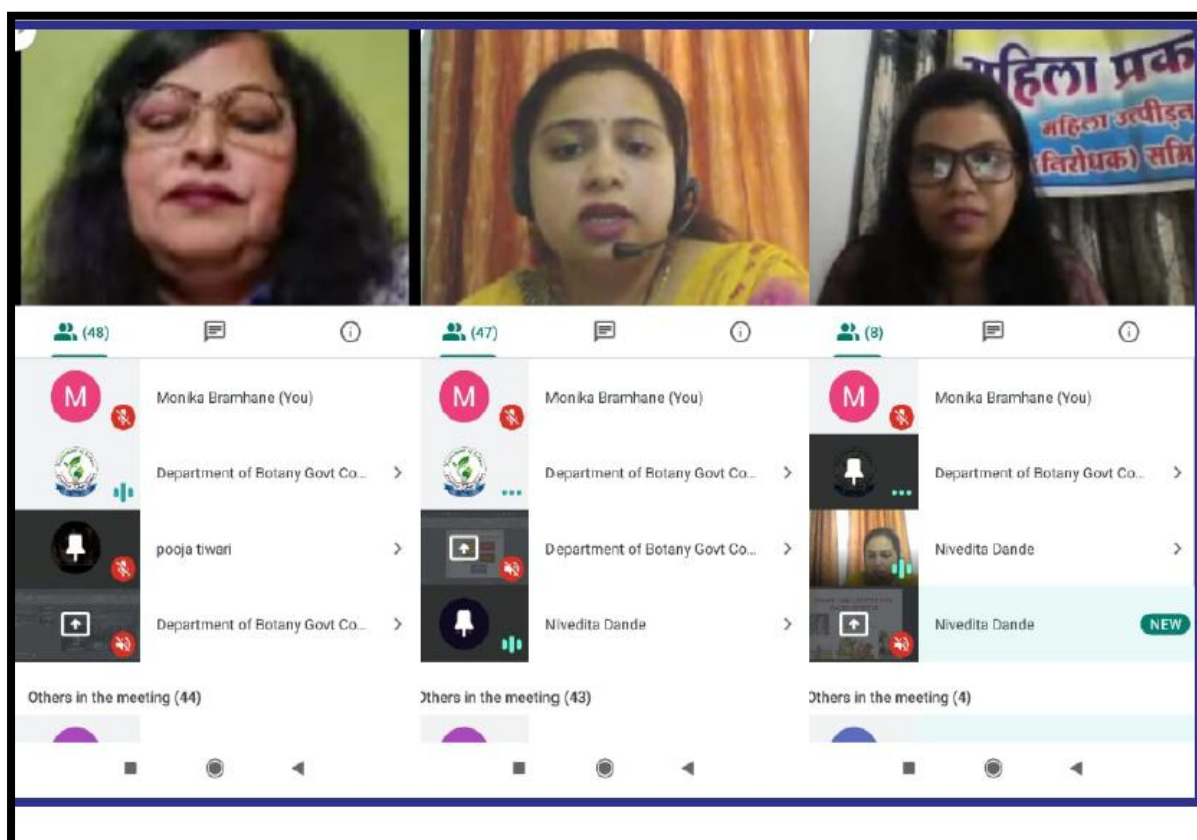 महिला प्रक
महिला उत्पीड़न
(निरोधक) समि
(48)
Monika Bramhane (You)
M
Department of Botany Govt Co...
pooja tiwari
Department of Botany Govt Co...
Others in the meeting (44)
(47)
Monika Bramhane (You)
M
Department of Botany Govt Co...
Department of Botany Govt Co...
Nivedita Dande
Others in the meeting (43)
(8)
Monika Bramhane (You)
M
Department of Botany Govt Co...
Nivedita Dande
Nivedita Dande
NEW
Others in the meeting (4)